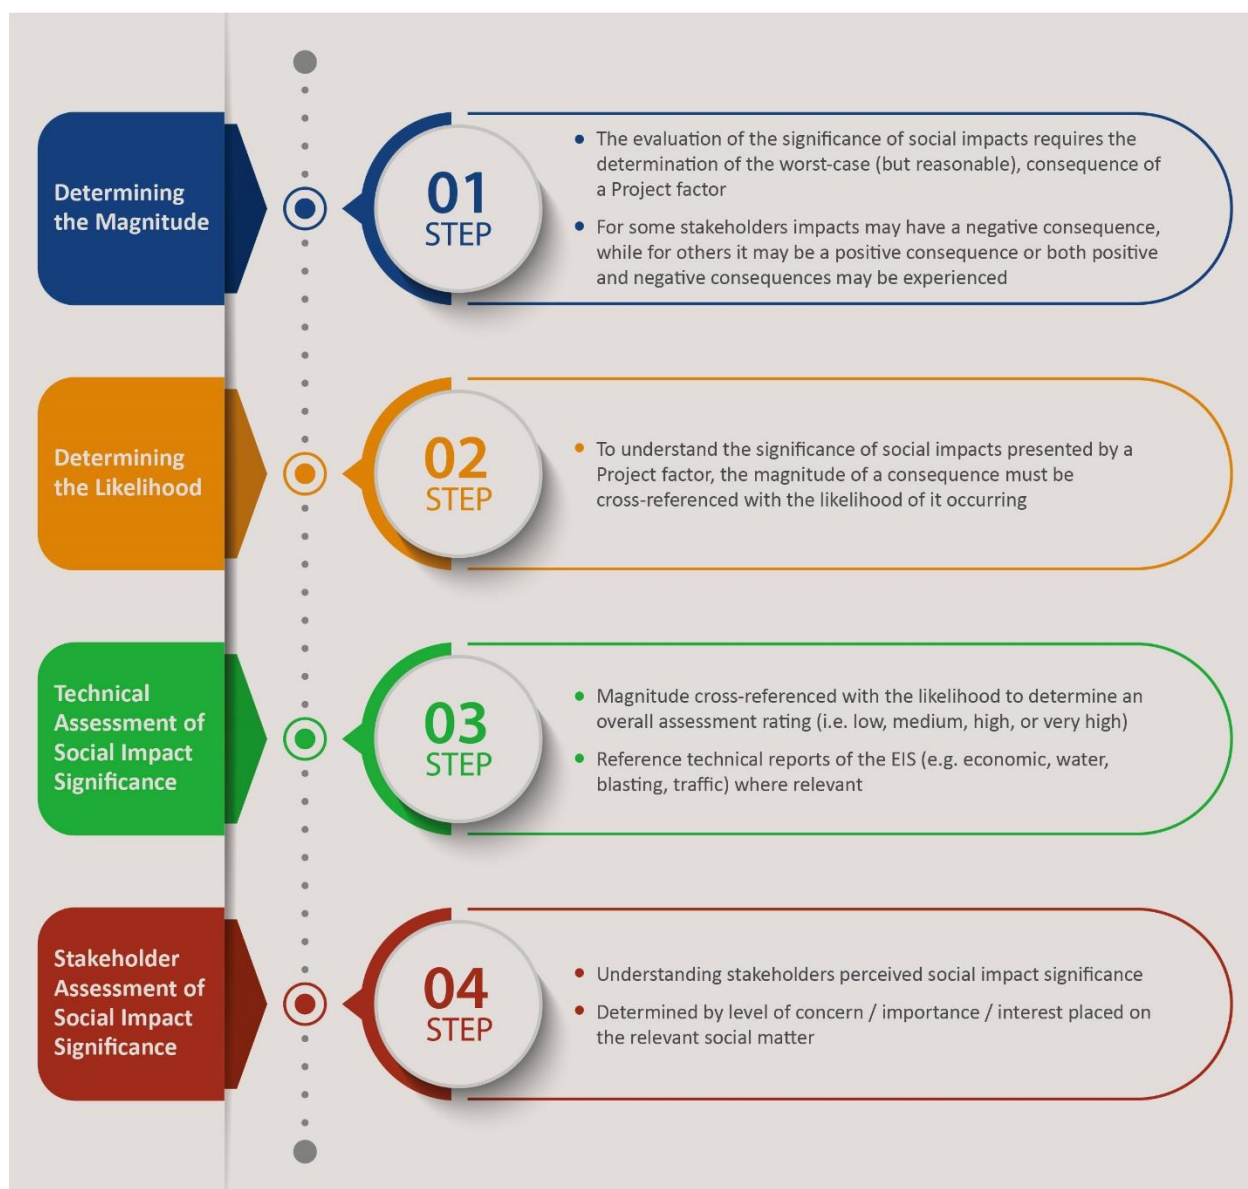 Determining
the Magnitude
01
STEP
• The evaluation of the significance of social impacts requires the
determination of the worst-case (but reasonable), consequence of
a Project factor
• For some stakeholders impacts may have a negative consequence,
while for others it may be a positive consequence or both positive
and negative consequences may be experienced
Determining
the Likelihood
02
STEP
• To understand the significance of social impacts presented by a
Project factor, the magnitude of a consequence must be
cross-referenced with the likelihood of it occurring
Technical
Assessment of
Social Impact
Significance
03
STEP
• Magnitude cross-referenced with the likelihood to determine an
overall assessment rating (i.e. low, medium, high, or very high)
• Reference technical reports of the EIS (e.g. economic, water,
blasting, traffic) where relevant
Stakeholder
Assessment of
Social Impact
Significance
04
STEP
• Understanding stakeholders perceived social impact significance
• Determined by level of concern / importance / interest placed on
the relevant social matter